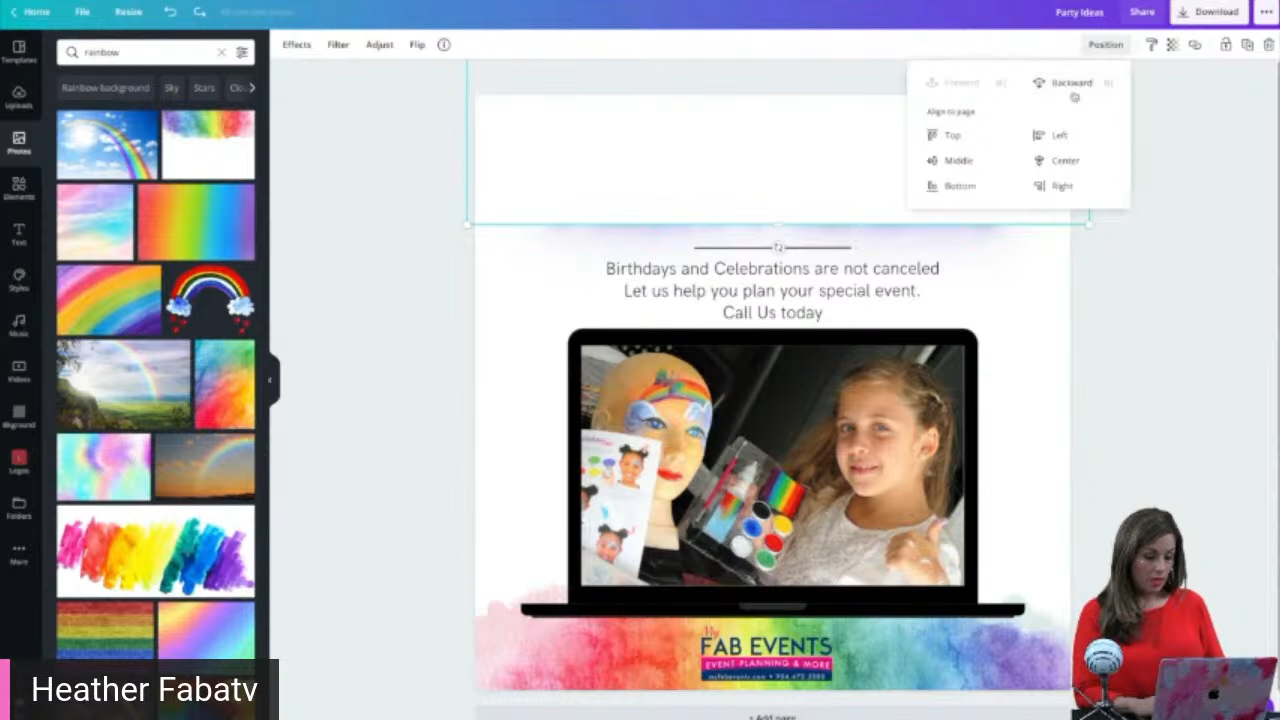 Home File Resize
Party Ideas Share Download
Templates
Uploads
Photos
Elements
Text
Styles
Music
Videos
Logos
Folders
More
rainbow
Rainbow background Sky Stars
Effects Filter Adjust Flip
Position
Forward Backward
Align to page
Top Left
Middle Center
Bottom Right
Birthdays and Celebrations are not canceled
Let us help you plan your special event.
Call Us today
My
FAB EVENTS
EVENT PLANNING & MORE
+ Add page
Heather Fabatv